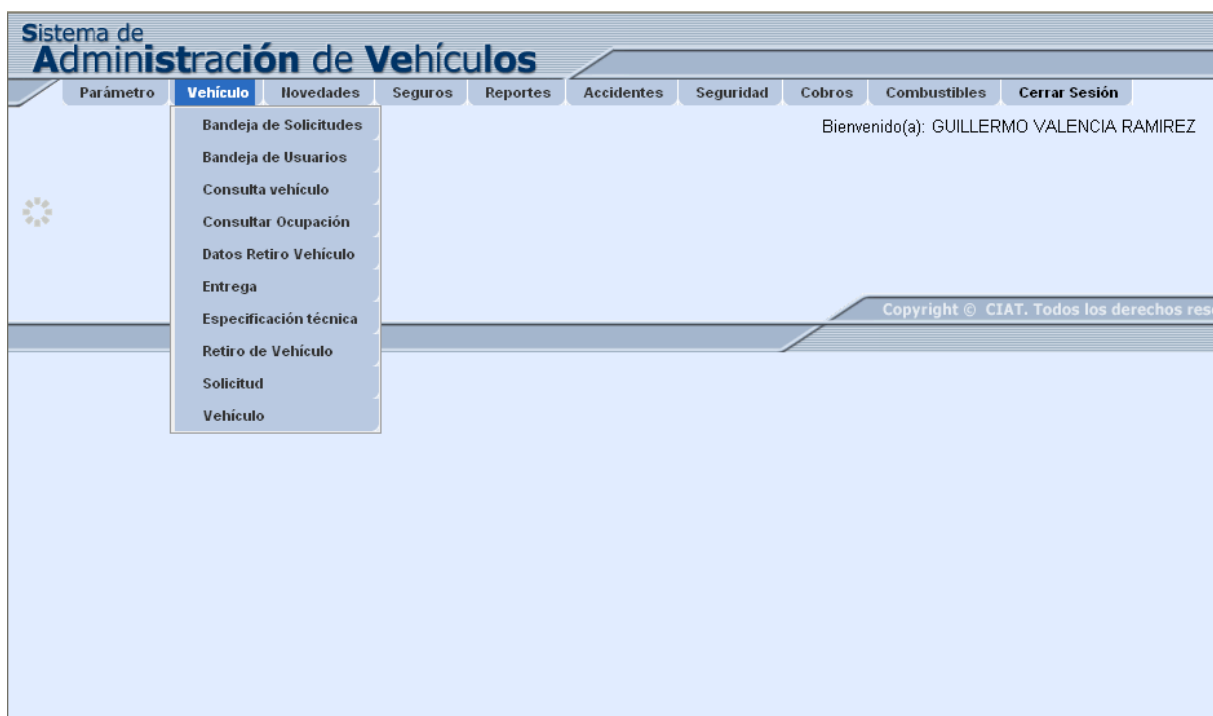 Sistema de
Administración de Vehículos
Parámetro Vehículo Novedades Seguros Reportes Accidentes Seguridad Cobros Combustibles Cerrar Sesión
Bandeja de Solicitudes
Bienvenido(a): GUILLERMO VALENCIA RAMIREZ
Bandeja de Usuarios
Consulta vehículo
Consultar Ocupación
Datos Retiro Vehículo
Entrega
Copyright © CIAT. Todos los derechos res
Especificación técnica
Retiro de Vehículo
Solicitud
Vehículo